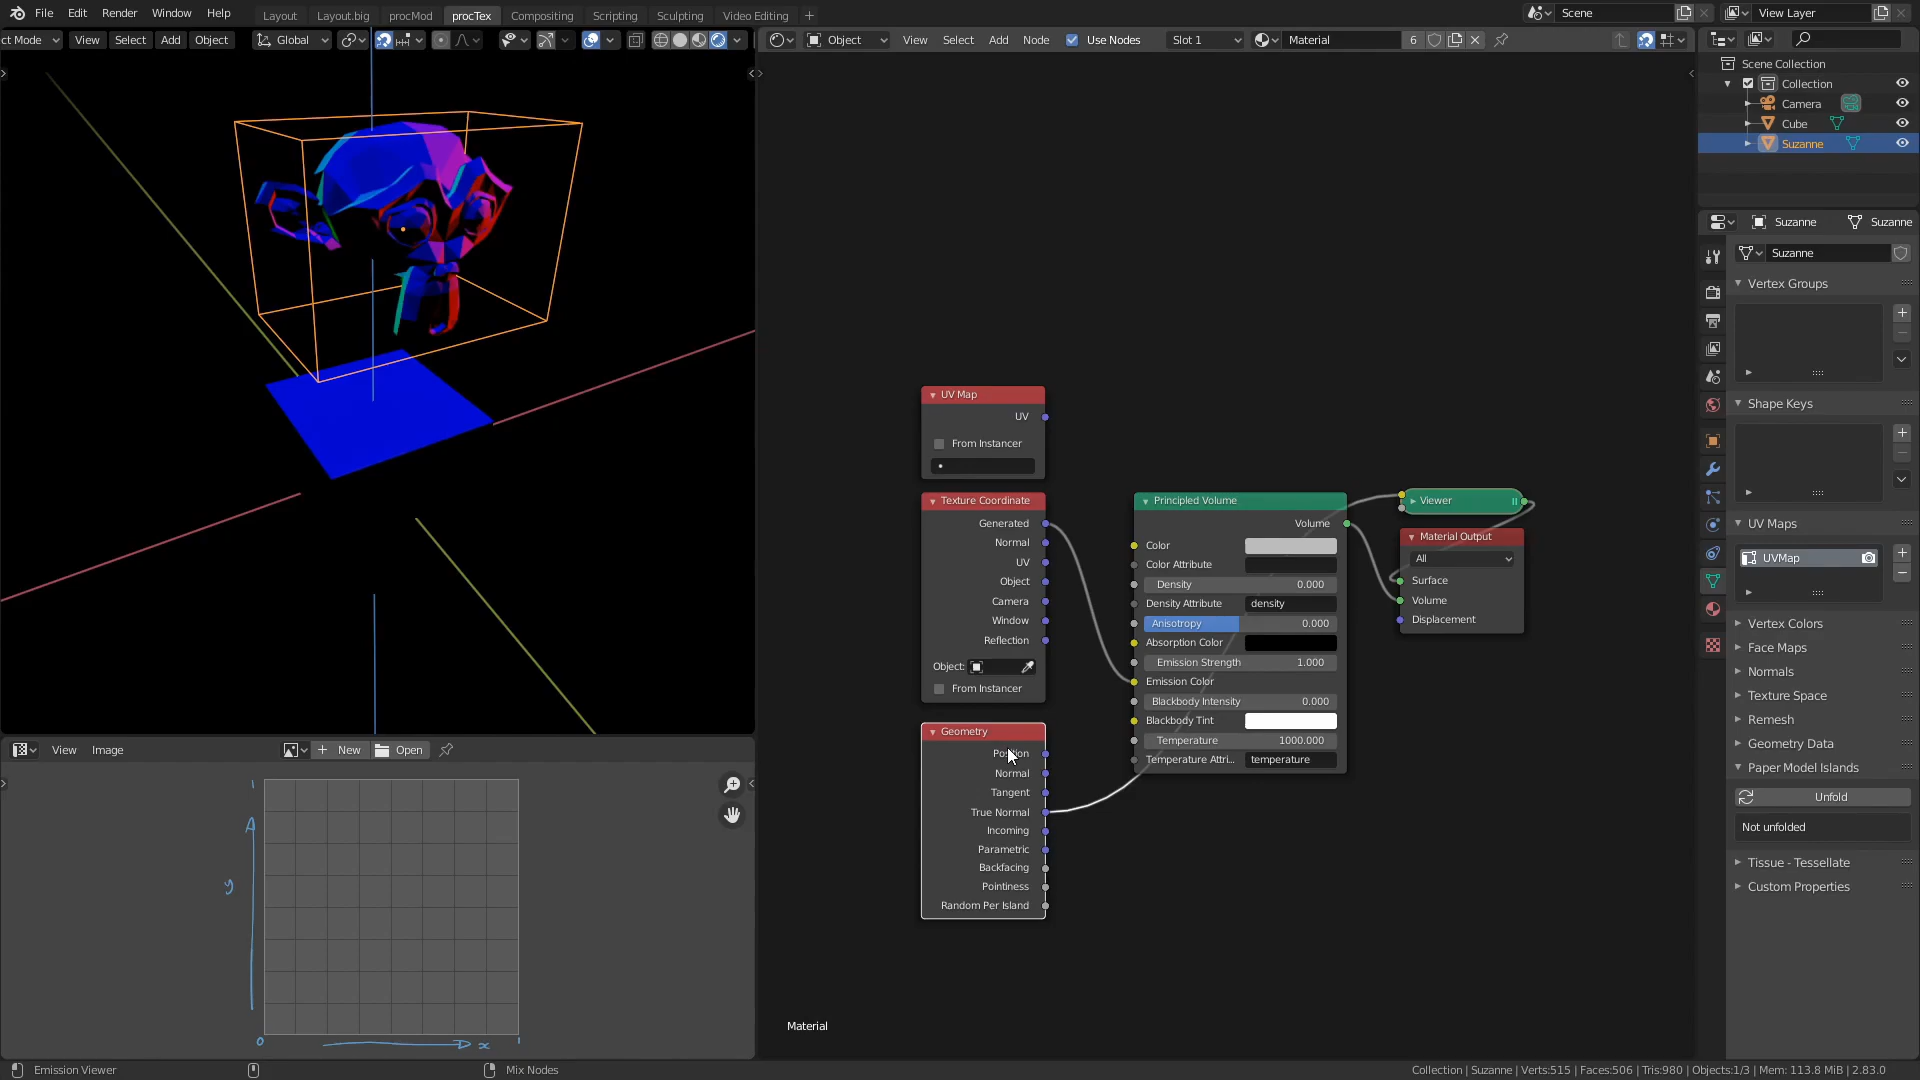 File Edit Render Window Help Layout Layout.big procMod procTex Compositing Scripting Sculpting Video Editing + Scene View Layer
ct Mode View Select Add Object Global Object View Select Add Node Use Nodes Slot 1 Material 6
Scene Collection
Collection
Camera
Cube
Suzanne
Suzanne Suzanne
Suzanne
Vertex Groups
Shape Keys
UV Maps
UVMap
Vertex Colors
Face Maps
Normals
Texture Space
Remesh
Geometry Data
Paper Model Islands
Unfold
Not unfolded
Tissue - Tessellate
Custom Properties
UV Map
UV
From Instancer
Texture Coordinate
Generated
Normal
UV
Object
Camera
Window
Reflection
Object:
From Instancer
Geometry
Position
Normal
Tangent
True Normal
Incoming
Parametric
Backfacing
Pointiness
Random Per Island
Principled Volume
Volume
Color
Color Attribute
Density 0.000
Density Attribute density
Anisotropy 0.000
Absorption Color
Emission Strength 1.000
Emission Color
Blackbody Intensity 0.000
Blackbody Tint
Temperature 1000.000
Temperature Attri... temperature
Viewer
Material Output
All
Surface
Volume
Displacement
Material
View Image New Open
1
y
0 x 1
Emission Viewer Mix Nodes Collection | Suzanne | Verts:515 | Faces:506 | Tris:980 | Objects:1/3 | Mem: 113.8 MiB | 2.83.0